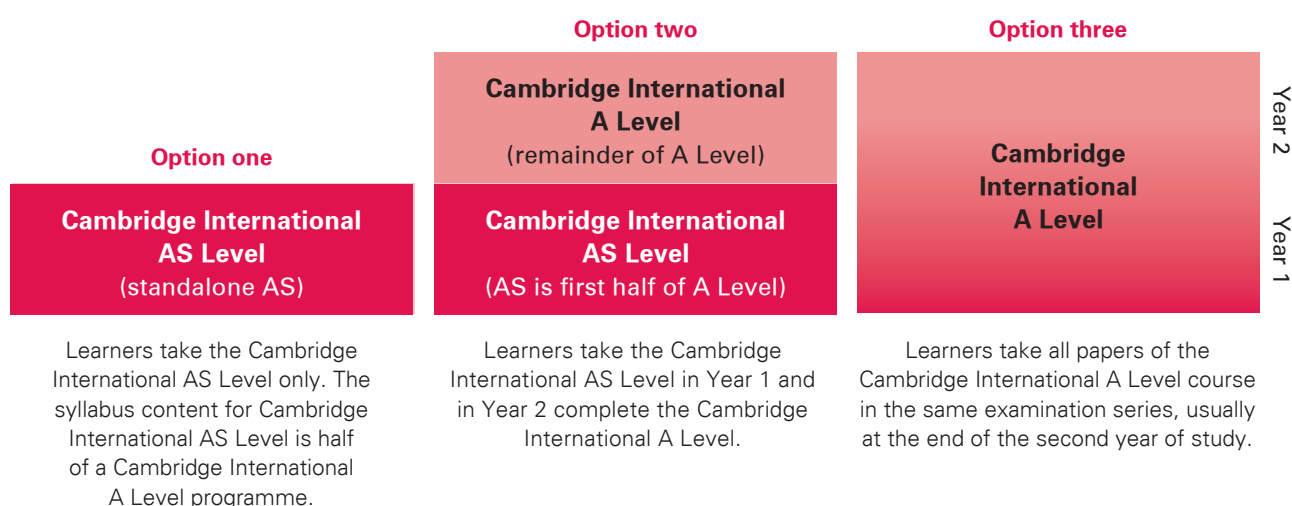 Option one
Cambridge International
AS Level
(standalone AS)
Learners take the Cambridge
International AS Level only. The
syllabus content for Cambridge
International AS Level is half
of a Cambridge International
A Level programme.
Option two
Cambridge International
A Level
(remainder of A Level)
Cambridge International
AS Level
(AS is first half of A Level)
Learners take the Cambridge
International AS Level in Year 1 and
in Year 2 complete the Cambridge
International A Level.
Option three
Cambridge
International
A Level
Learners take all papers of the
Cambridge International A Level course
in the same examination series, usually
at the end of the second year of study.
Year 2
Year 1